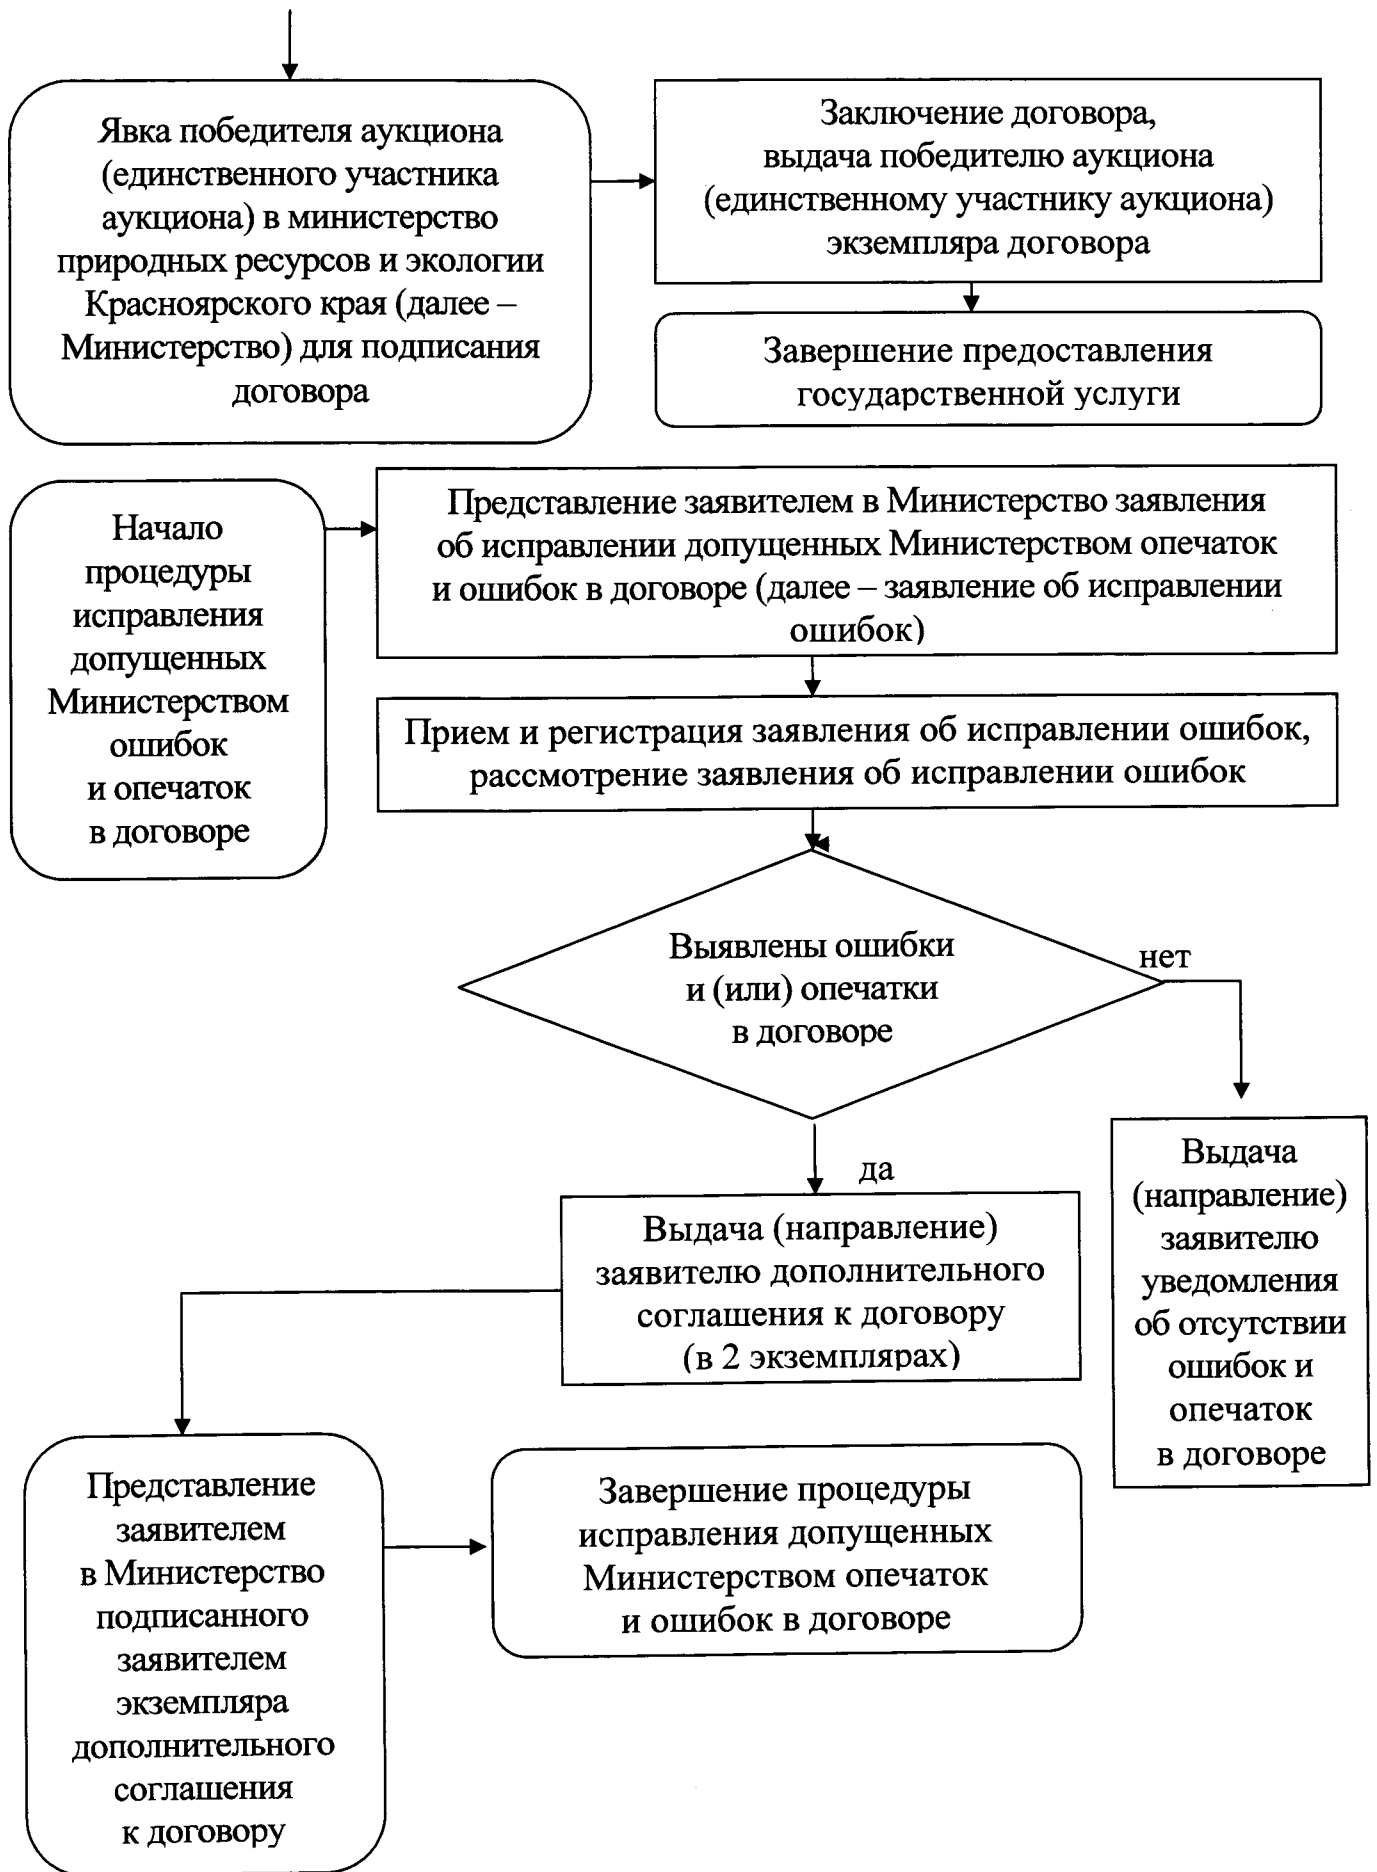 Явка победителя аукциона
(единственного участника
аукциона) в министерство
природных ресурсов и экологии
Красноярского края (далее –
Министерство) для подписания
договора
Заключение договора,
выдача победителю аукциона
(единственному участнику аукциона)
экземпляра договора
Завершение предоставления
государственной услуги
Начало
процедуры
исправления
допущенных
Министерством
ошибок
и опечаток
в договоре
Представление заявителем в Министерство заявления
об исправлении допущенных Министерством опечаток
и ошибок в договоре (далее – заявление об исправлении
ошибок)
Прием и регистрация заявления об исправлении ошибок,
рассмотрение заявления об исправлении ошибок
Выявлены ошибки
и (или) опечатки
в договоре
нет
да
Выдача
(направление)
заявителю
уведомления
об отсутствии
ошибок и
опечаток
в договоре
Выдача (направление)
заявителю дополнительного
соглашения к договору
(в 2 экземплярах)
Представление
заявителем
в Министерство
подписанного
заявителем
экземпляра
дополнительного
соглашения
к договору
Завершение процедуры
исправления допущенных
Министерством опечаток
и ошибок в договоре